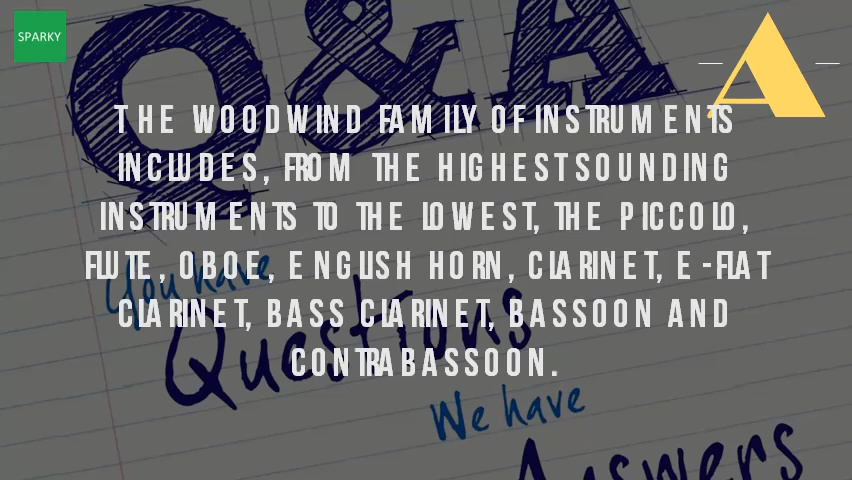 SPARKY
Q&A
A
THE WOODWIND FAMILY OF INSTRUMENTS
INCLUDES, FROM THE HIGHEST SOUNDING
INSTRUMENTS TO THE LOWEST, THE PICCOLO,
FLUTE, OBOE, ENGLISH HORN, CLARINET, E-FLAT
CLARINET, BASS CLARINET, BASSOON AND
CONTRABASSOON.
You have
Questions
We have
Answers